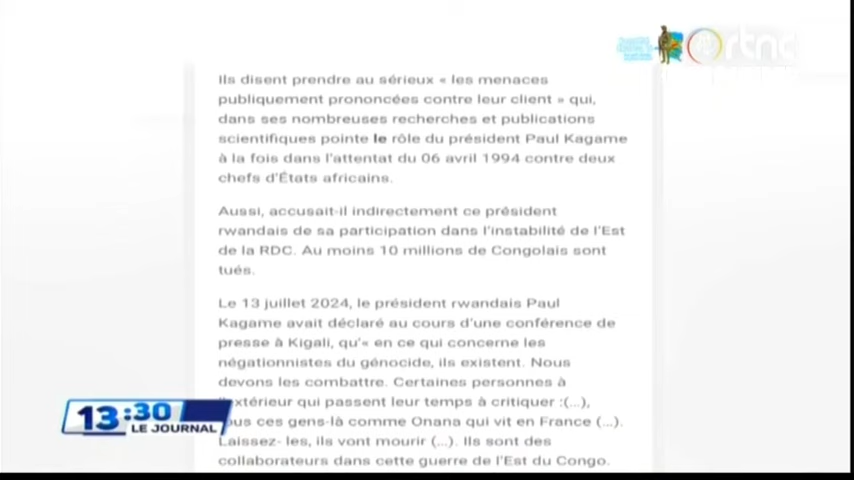 rtnc
Ils disent prendre au sérieux « les menaces
publiquement prononcées contre leur client » qui,
dans ses nombreuses recherches et publications
scientifiques pointe le rôle du président Paul Kagame
à la fois dans l'attentat du 06 avril 1994 contre deux
chefs d'États africains.
Aussi, accusait-il indirectement ce président
rwandais de sa participation dans l'instabilité de l'Est
de la RDC. Au moins 10 millions de Congolais sont
tués.
Le 13 juillet 2024, le président rwandais Paul
Kagame avait déclaré au cours d'une conférence de
presse à Kigali, qu'« en ce qui concerne les
négationnistes du génocide, ils existent. Nous
devons les combattre. Certaines personnes à
l'extérieur qui passent leur temps à critiquer :(...),
ous ces gens-là comme Onana qui vit en France (...).
Laissez- les, ils vont mourir (...). Ils sont des
collaborateurs dans cette guerre de l'Est du Congo.
13:30
LE JOURNAL